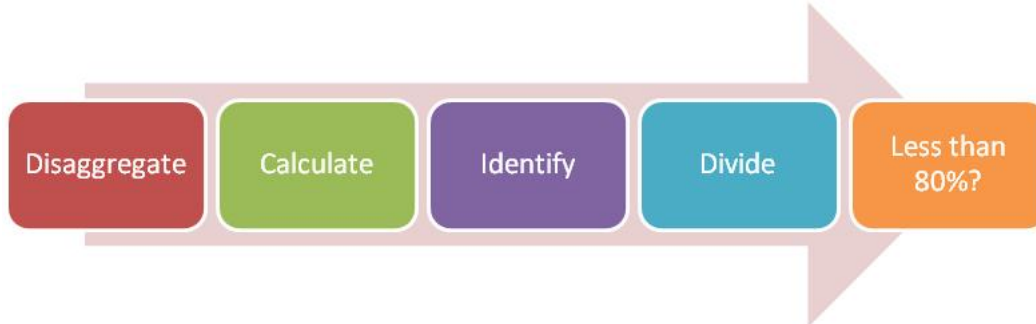 Disaggregate
Calculate
Identify
Divide
Less than
80%?